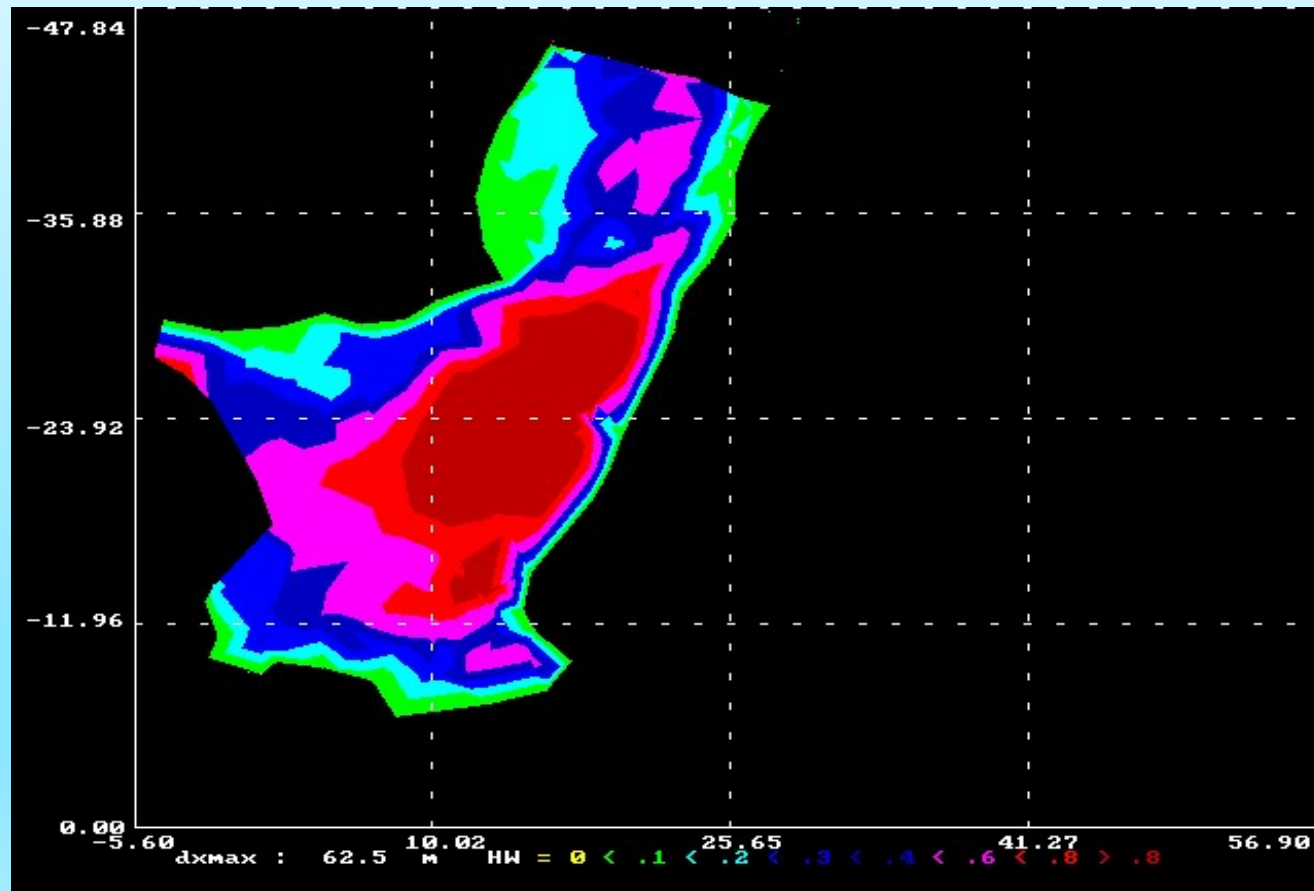 -47.84
-35.88
-23.92
-11.96
0.00
-5.60 10.02 25.65 41.27 56.90
dxmax : 62.5 m HW = 0 < .1 < .2 < .3 < .4 < .6 < .8 > .8